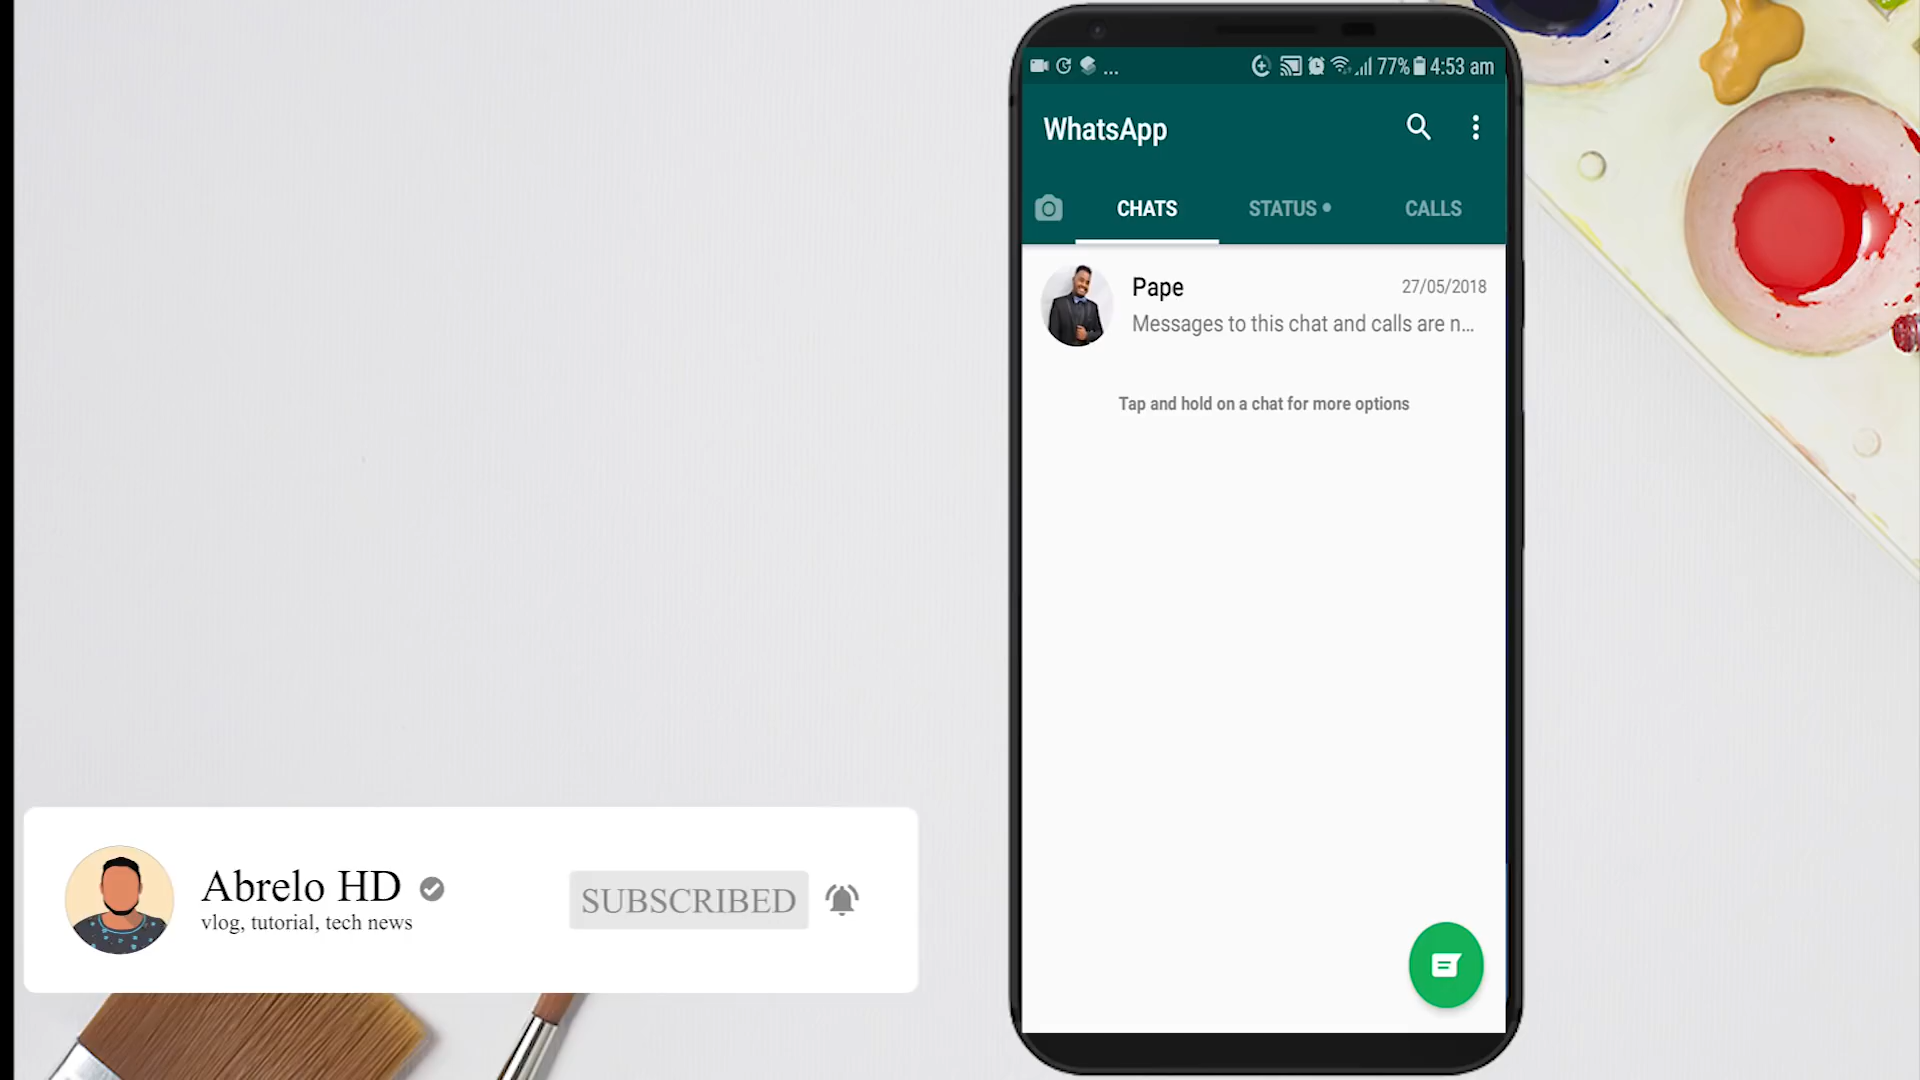 ... 77% 4:53 am
WhatsApp
CHATS STATUS • CALLS
Pape 27/05/2018
Messages to this chat and calls are n...
Tap and hold on a chat for more options
Abrelo HD
vlog, tutorial, tech news
SUBSCRIBED